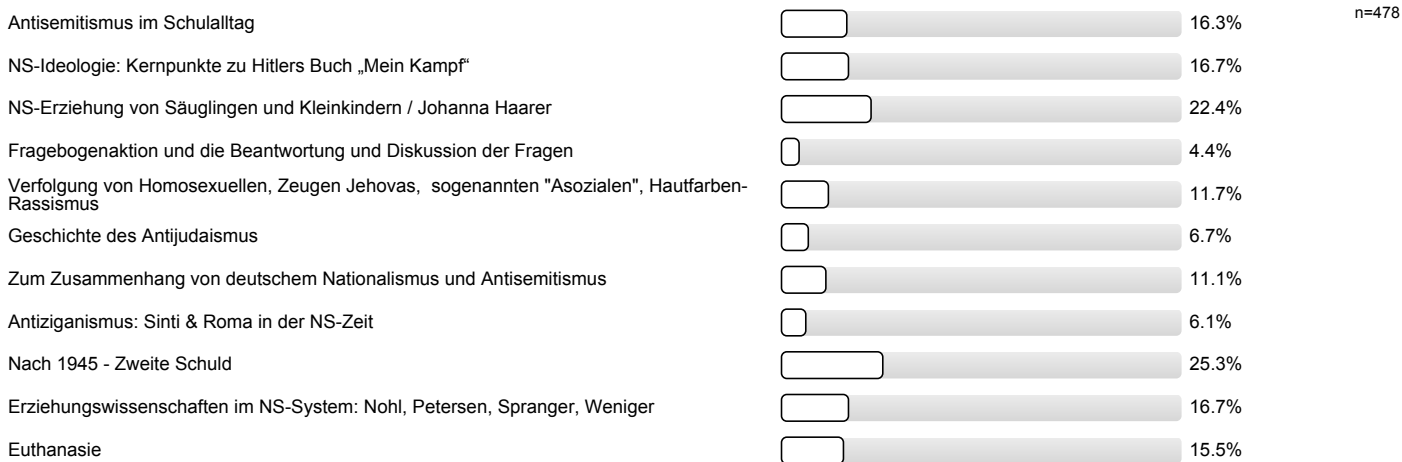 Antisemitismus im Schulalltag 16.3% n=478
NS-Ideologie: Kernpunkte zu Hitlers Buch „Mein Kampf“ 16.7%
NS-Erziehung von Säuglingen und Kleinkindern / Johanna Haarer 22.4%
Fragebogenaktion und die Beantwortung und Diskussion der Fragen 4.4%
Verfolgung von Homosexuellen, Zeugen Jehovas, sogenannten "Asozialen", Hautfarben-
Rassismus 11.7%
Geschichte des Antijudaismus 6.7%
Zum Zusammenhang von deutschem Nationalismus und Antisemitismus 11.1%
Antiziganismus: Sinti & Roma in der NS-Zeit 6.1%
Nach 1945 - Zweite Schuld 25.3%
Erziehungswissenschaften im NS-System: Nohl, Petersen, Spranger, Weniger 16.7%
Euthanasie 15.5%